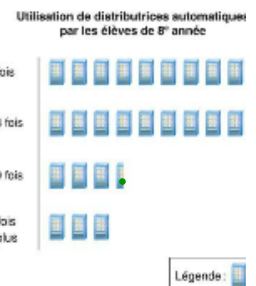 Utilisation de distributrices automatiques
par les élèves de 8e année
fois
fois
fois
fois
plus
Légende :